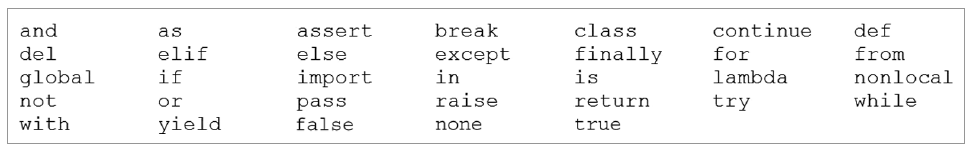 and as assert break class continue def
del elif else except finally for from
global if import in is lambda nonlocal
not or pass raise return try while
with yield false none true